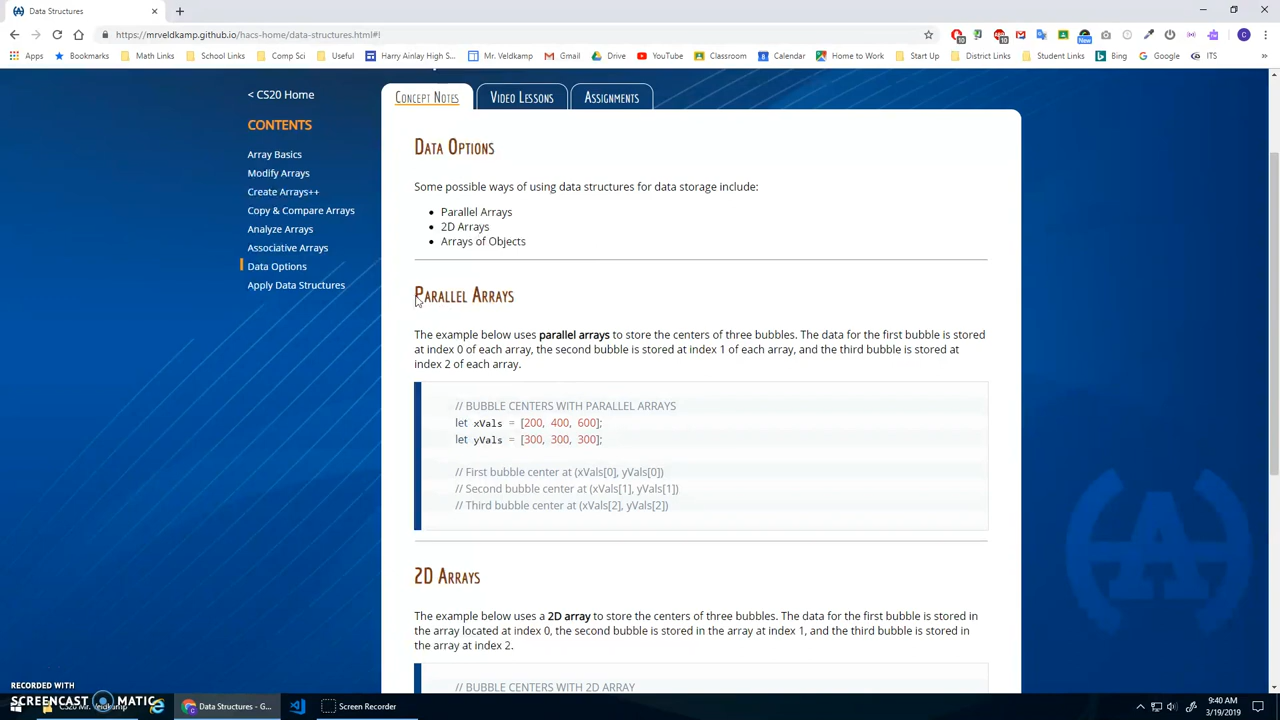 Data Structures
https://mrveldkamp.github.io/hacs-home/data-structures.html#!
Apps Bookmarks Math Links School Links Comp Sci Useful Harry Ainlay High S... Mr. Veldkamp Gmail Drive YouTube Classroom Calendar Home to Work Start Up District Links Student Links Bing Google ITS
< CS20 Home
CONTENTS
Array Basics
Modify Arrays
Create Arrays++
Copy & Compare Arrays
Analyze Arrays
Associative Arrays
Data Options
Apply Data Structures
Concept Notes Video Lessons Assignments
Data Options
Some possible ways of using data structures for data storage include:
Parallel Arrays
2D Arrays
Arrays of Objects
Parallel Arrays
The example below uses parallel arrays to store the centers of three bubbles. The data for the first bubble is stored
at index 0 of each array, the second bubble is stored at index 1 of each array, and the third bubble is stored at
index 2 of each array.
// BUBBLE CENTERS WITH PARALLEL ARRAYS
let xVals = [200, 400, 600];
let yVals = [300, 300, 300];
// First bubble center at (xVals[0], yVals[0])
// Second bubble center at (xVals[1], yVals[1])
// Third bubble center at (xVals[2], yVals[2])
2D Arrays
The example below uses a 2D array to store the centers of three bubbles. The data for the first bubble is stored in
the array located at index 0, the second bubble is stored in the array at index 1, and the third bubble is stored in
the array at index 2.
// BUBBLE CENTERS WITH 2D ARRAY
RECORDED WITH
SCREENCAST MATIC
CS20 Mr. Veldkamp
Data Structures - G...
Screen Recorder
9:40 AM
3/19/2019